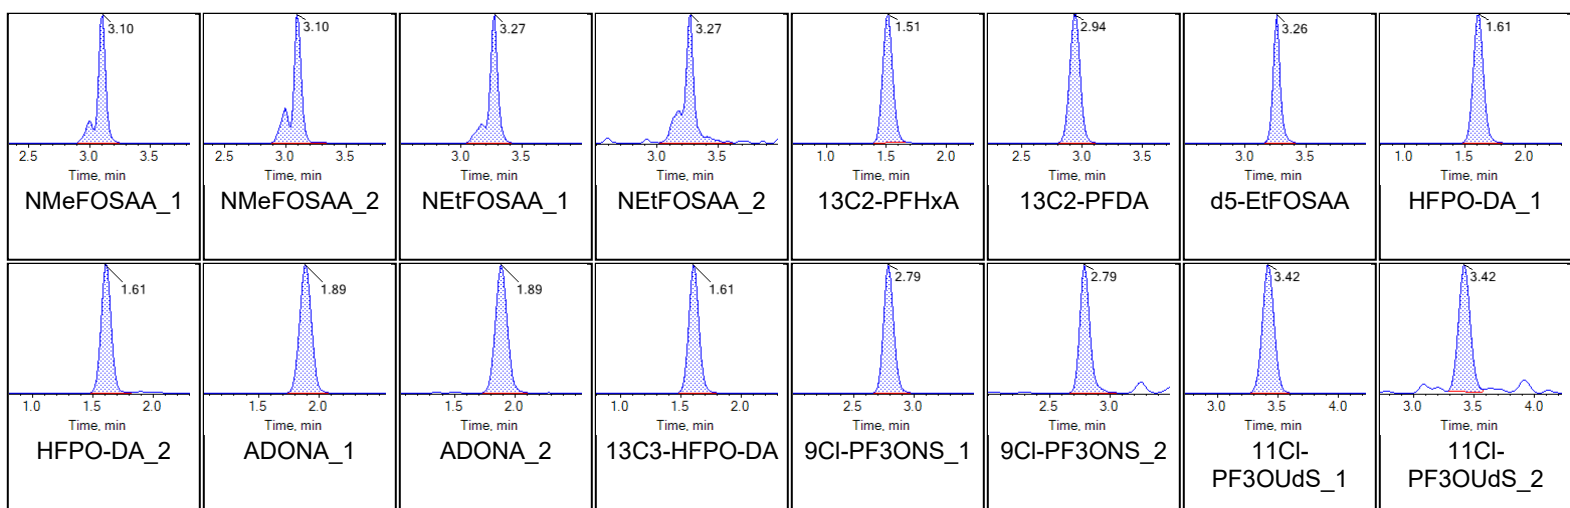 3.10
2.5 3.0 3.5
Time, min
NMeFOSAA_1
3.10
2.5 3.0 3.5
Time, min
NMeFOSAA_2
3.27
3.0 3.5
Time, min
NEtFOSAA_1
3.27
3.0 3.5
Time, min
NEtFOSAA_2
1.51
1.0 1.5 2.0
Time, min
13C2-PFHxA
2.94
2.5 3.0 3.5
Time, min
13C2-PFDA
3.26
3.0 3.5
Time, min
d5-EtFOSAA
1.61
1.0 1.5 2.0
Time, min
HFPO-DA_1
1.61
1.0 1.5 2.0
Time, min
HFPO-DA_2
1.89
1.5 2.0
Time, min
ADONA_1
1.89
1.5 2.0
Time, min
ADONA_2
1.61
1.0 1.5 2.0
Time, min
13C3-HFPO-DA
2.79
2.5 3.0
Time, min
9Cl-PF3ONS_1
2.79
2.5 3.0
Time, min
9Cl-PF3ONS_2
3.42
3.0 3.5 4.0
Time, min
11Cl-
PF3OUdS_1
3.42
3.0 3.5 4.0
Time, min
11Cl-
PF3OUdS_2